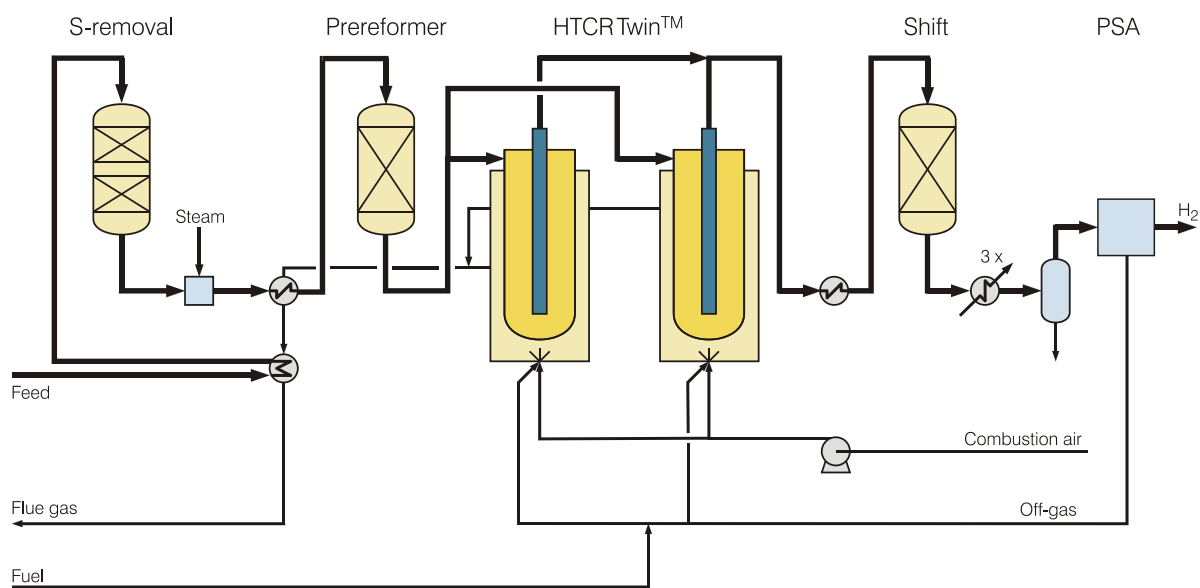 S-removal
Prereformer
HTCR Twin™
Shift
PSA
Steam
H₂
3 x
Feed
Combustion air
Flue gas
Off-gas
Fuel